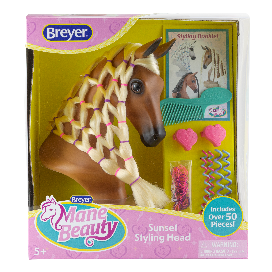 Breyer
Styling Booklet
Breyer
Mane
Beauty
Sunset
Styling Head
Includes
Over 50
Pieces!
5+
WARNING